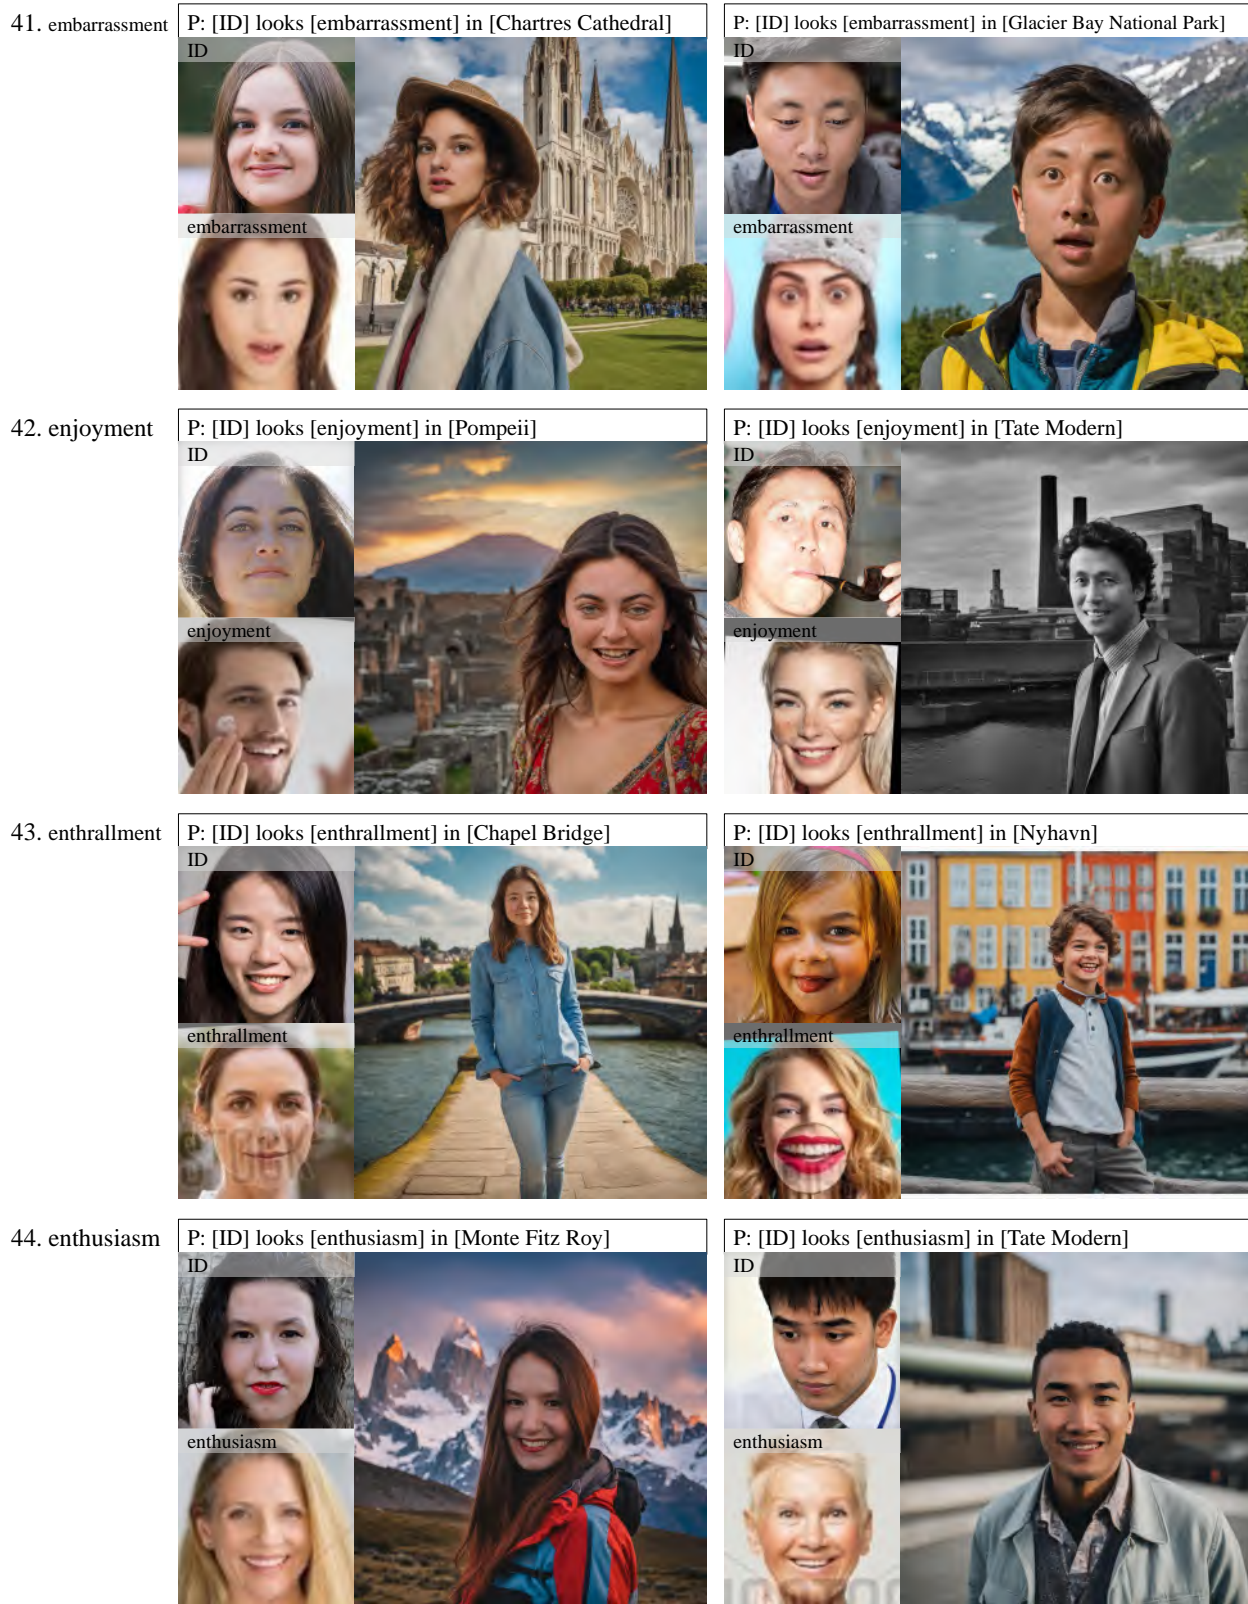 41. embarrassment
P: [ID] looks [embarrassment] in [Chartres Cathedral]
ID
embarrassment
P: [ID] looks [embarrassment] in [Glacier Bay National Park]
ID
embarrassment
42. enjoyment
P: [ID] looks [enjoyment] in [Pompeii]
ID
enjoyment
P: [ID] looks [enjoyment] in [Tate Modern]
ID
enjoyment
43. enthrallment
P: [ID] looks [enthrallment] in [Chapel Bridge]
ID
enthrallment
P: [ID] looks [enthrallment] in [Nyhavn]
ID
enthrallment
44. enthusiasm
P: [ID] looks [enthusiasm] in [Monte Fitz Roy]
ID
enthusiasm
P: [ID] looks [enthusiasm] in [Tate Modern]
ID
enthusiasm